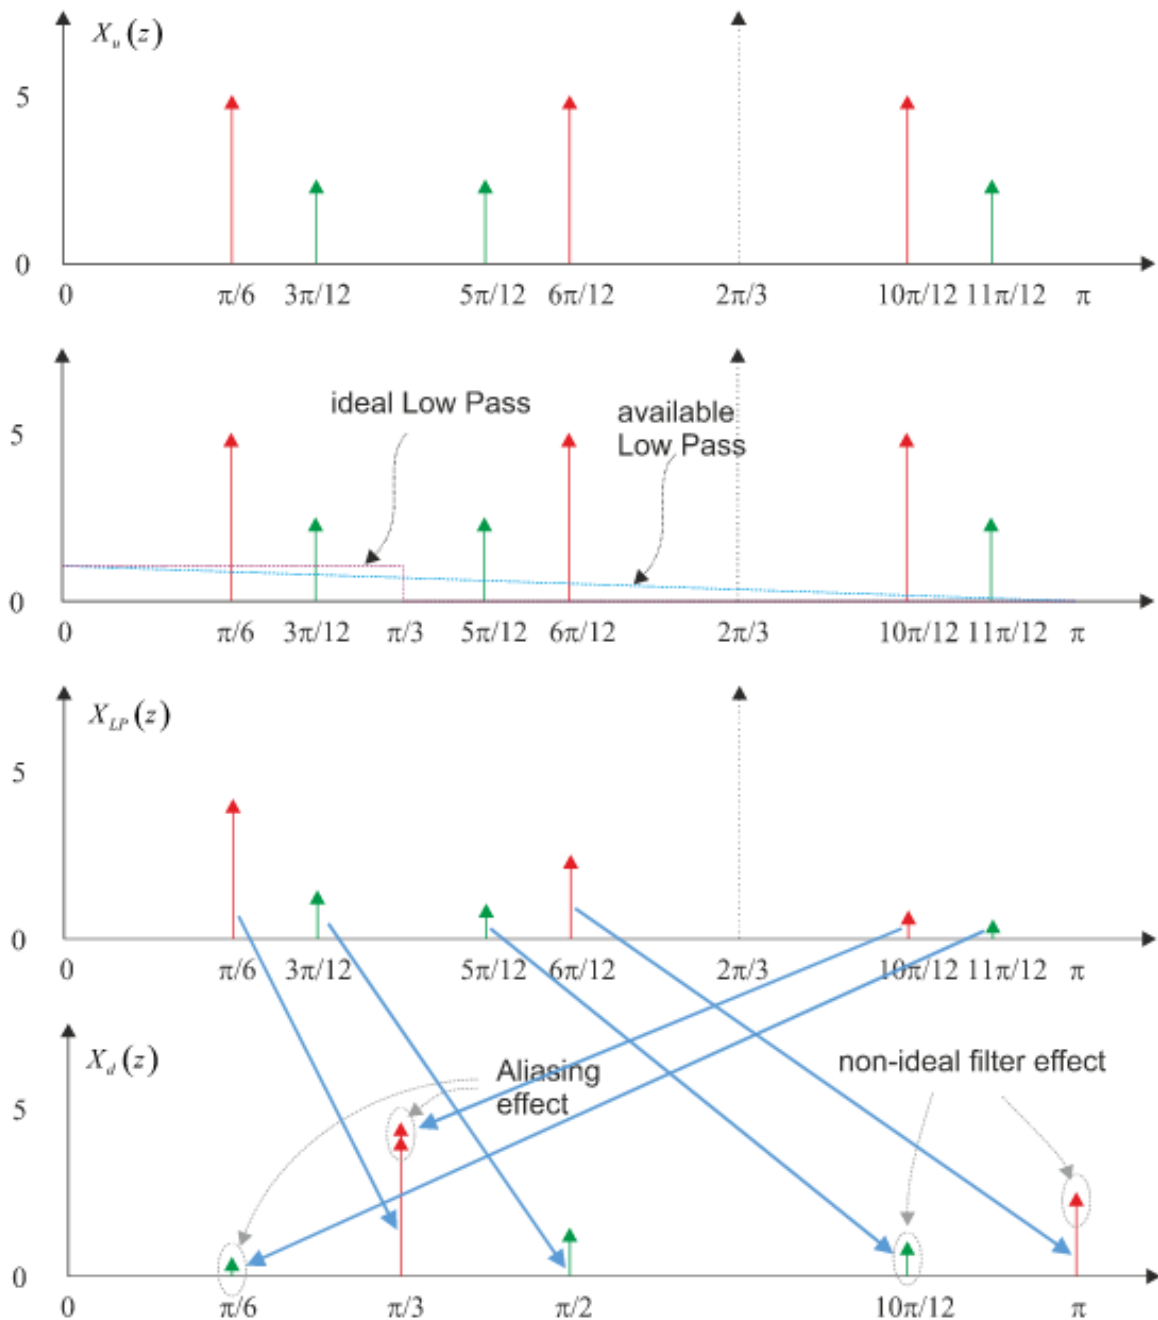 X_u(z)
5
0
0 π/6 3π/12 5π/12 6π/12 2π/3 10π/12 11π/12 π
ideal Low Pass
available
Low Pass
5
0
0 π/6 3π/12 π/3 5π/12 6π/12 2π/3 10π/12 11π/12 π
X_LP(z)
5
0
0 π/6 3π/12 5π/12 6π/12 2π/3 10π/12 11π/12 π
X_d(z)
Aliasing
effect
non-ideal filter effect
5
0
0 π/6 π/3 π/2 10π/12 π